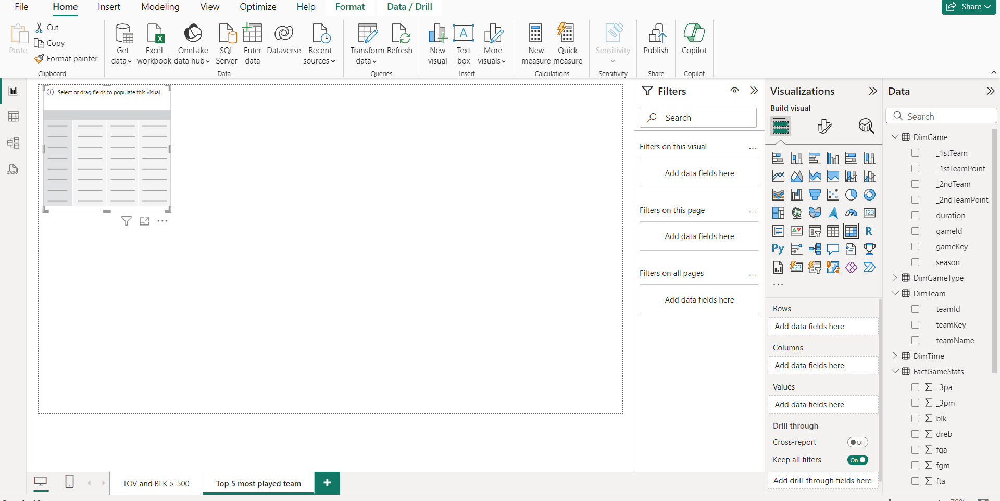 File Home Insert Modeling View Optimize Help Format Data / Drill Share
Paste
Cut
Copy
Format painter
Clipboard
Get data
Excel workbook
OneLake data hub
SQL Server
Enter data
Dataverse
Recent sources
Data
Transform data
Refresh
Queries
New visual
Text box
More visuals
Insert
New measure
Quick measure
Calculations
Sensitivity
Sensitivity
Publish
Share
Copilot
Copilot
DAX
Select or drag fields to populate this visual
Filters
Search
Filters on this visual ...
Add data fields here
Filters on this page ...
Add data fields here
Filters on all pages ...
Add data fields here
Visualizations
Build visual
123
R
Py
123
...
Rows
Add data fields here
Columns
Add data fields here
Values
Add data fields here
Drill through
Cross-report Off
Keep all filters On
Add drill-through fields here
Data
Search
DimGame
_1stTeam
_1stTeamPoint
_2ndTeam
_2ndTeamPoint
duration
gameId
gameKey
season
DimGameType
DimTeam
teamId
teamKey
teamName
DimTime
FactGameStats
Σ _3pa
Σ _3pm
Σ blk
Σ dreb
Σ fga
Σ fgm
Σ fta
TOV and BLK > 500
Top 5 most played team
+